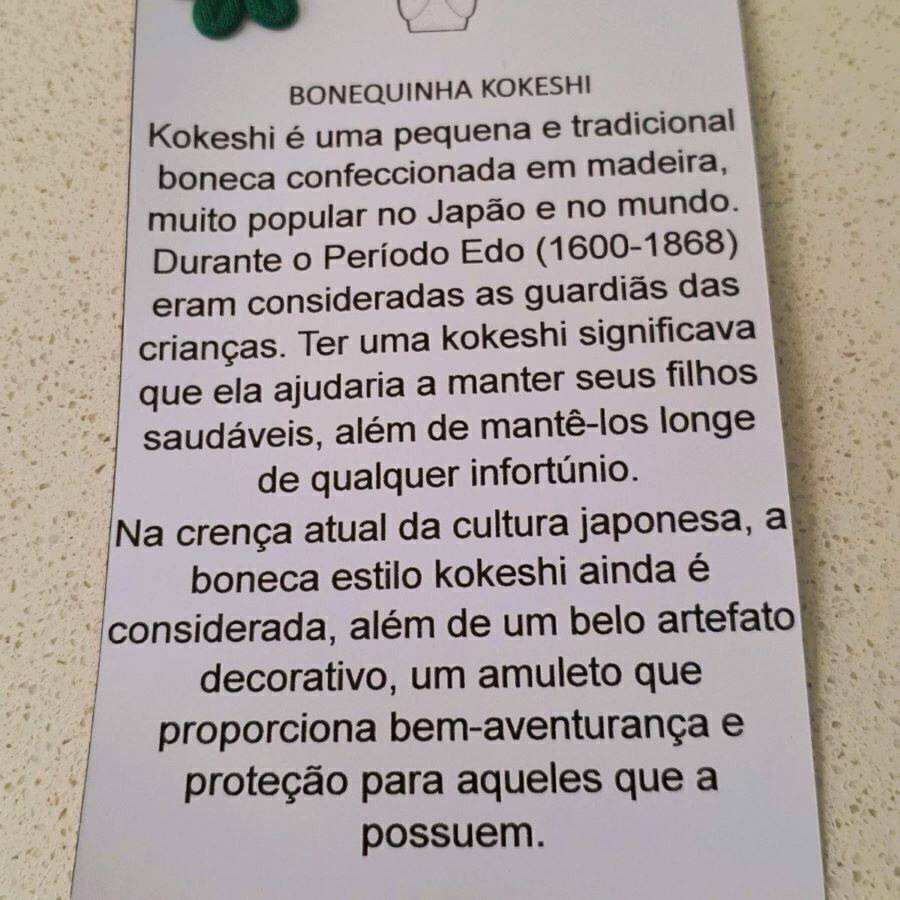 BONEQUINHA KOKESHI
Kokeshi é uma pequena e tradicional
boneca confeccionada em madeira,
muito popular no Japão e no mundo.
Durante o Período Edo (1600-1868)
eram consideradas as guardiãs das
crianças. Ter uma kokeshi significava
que ela ajudaria a manter seus filhos
saudáveis, além de mantê-los longe
de qualquer infortúnio.
Na crença atual da cultura japonesa, a
boneca estilo kokeshi ainda é
considerada, além de um belo artefato
decorativo, um amuleto que
proporciona bem-aventurança e
proteção para aqueles que a
possuem.